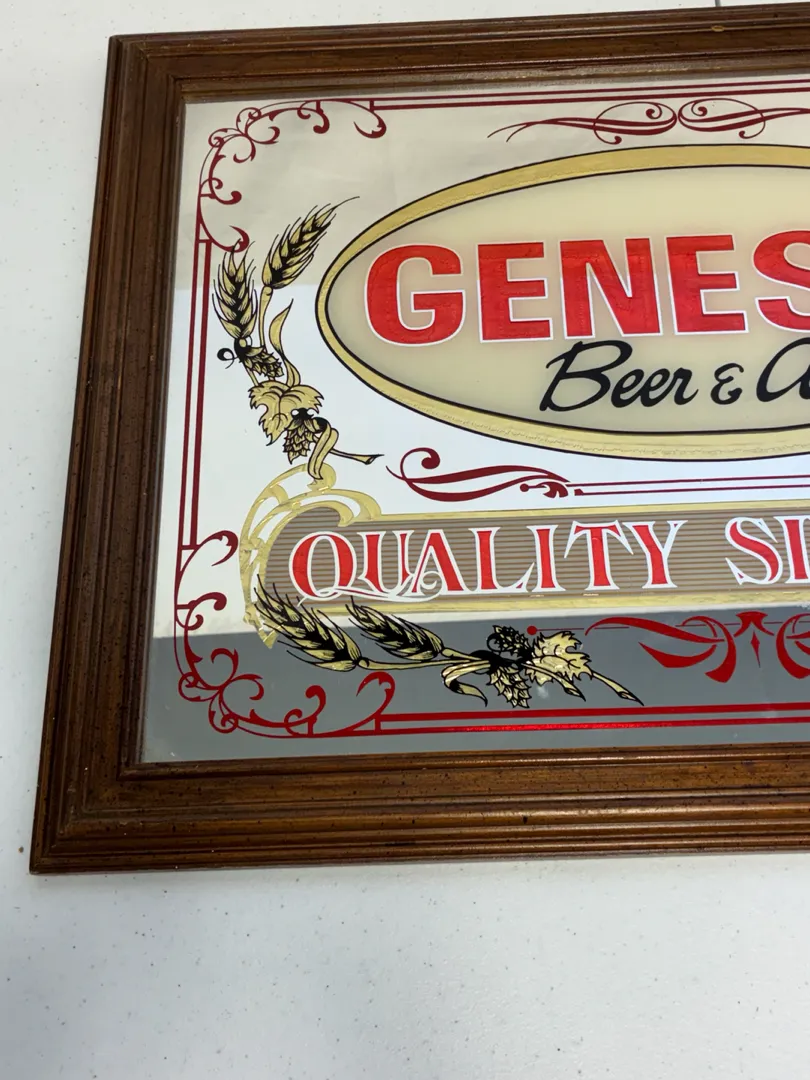 GENES
Beer & A
QUALITY SI